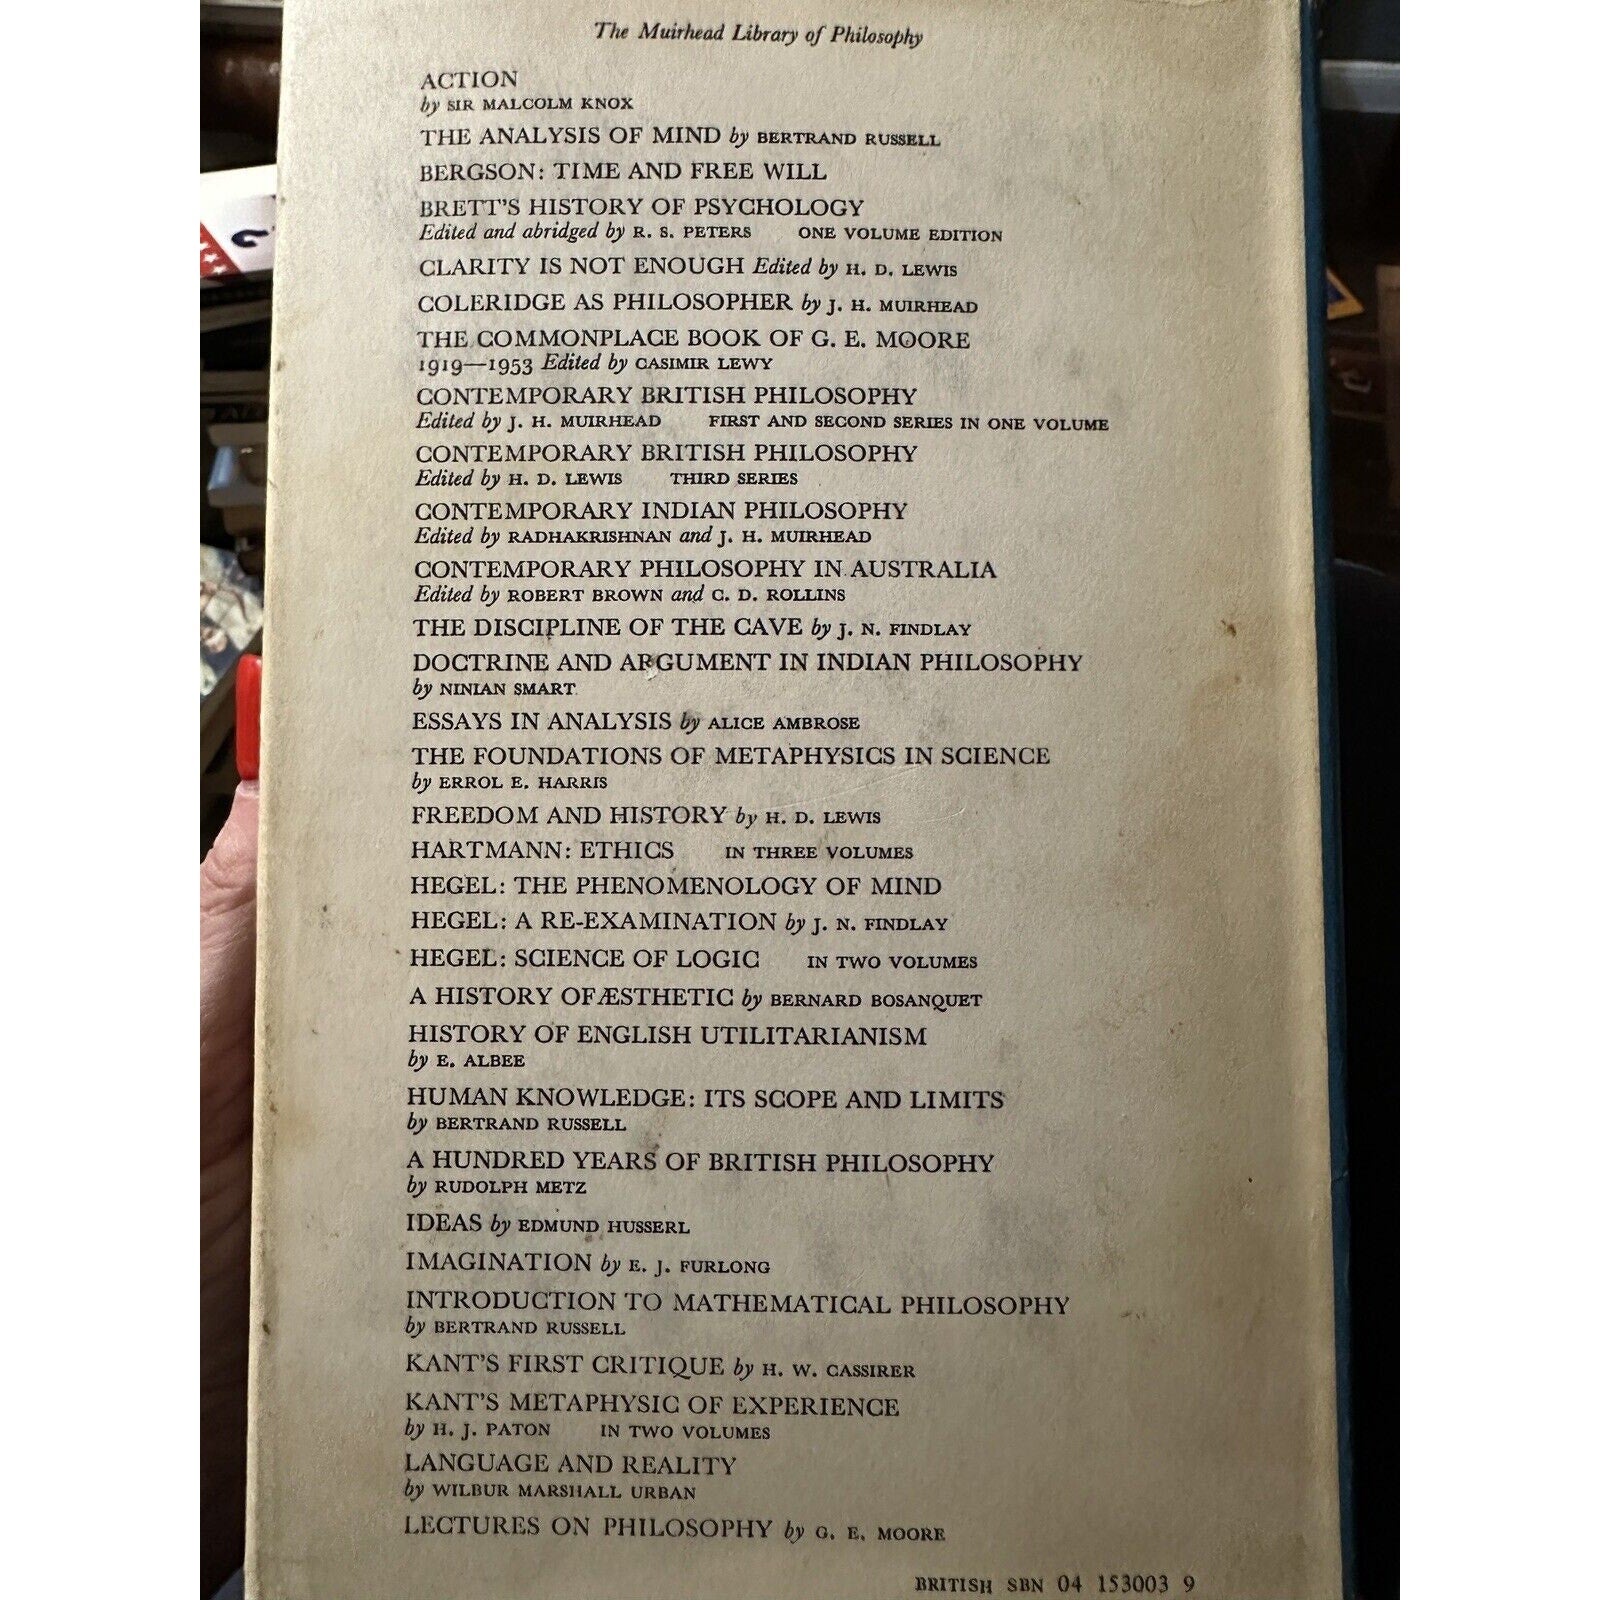 The Muirhead Library of Philosophy
ACTION
by SIR MALCOLM KNOX
THE ANALYSIS OF MIND by BERTRAND RUSSELL
BERGSON: TIME AND FREE WILL
BRETT'S HISTORY OF PSYCHOLOGY
Edited and abridged by R. S. PETERS ONE VOLUME EDITION
CLARITY IS NOT ENOUGH Edited by H. D. LEWIS
COLERIDGE AS PHILOSOPHER by J. H. MUIRHEAD
THE COMMONPLACE BOOK OF G. E. MOORE
1919—1953 Edited by CASIMIR LEWY
CONTEMPORARY BRITISH PHILOSOPHY
Edited by J. H. MUIRHEAD FIRST AND SECOND SERIES IN ONE VOLUME
CONTEMPORARY BRITISH PHILOSOPHY
Edited by H. D. LEWIS THIRD SERIES
CONTEMPORARY INDIAN PHILOSOPHY
Edited by RADHAKRISHNAN and J. H. MUIRHEAD
CONTEMPORARY PHILOSOPHY IN AUSTRALIA
Edited by ROBERT BROWN and C. D. ROLLINS
THE DISCIPLINE OF THE CAVE by J. N. FINDLAY
DOCTRINE AND ARGUMENT IN INDIAN PHILOSOPHY
by NINIAN SMART
ESSAYS IN ANALYSIS by ALICE AMBROSE
THE FOUNDATIONS OF METAPHYSICS IN SCIENCE
by ERROL E. HARRIS
FREEDOM AND HISTORY by H. D. LEWIS
HARTMANN: ETHICS IN THREE VOLUMES
HEGEL: THE PHENOMENOLOGY OF MIND
HEGEL: A RE-EXAMINATION by J. N. FINDLAY
HEGEL: SCIENCE OF LOGIC IN TWO VOLUMES
A HISTORY OF ÆSTHETIC by BERNARD BOSANQUET
HISTORY OF ENGLISH UTILITARIANISM
by E. ALBEE
HUMAN KNOWLEDGE: ITS SCOPE AND LIMITS
by BERTRAND RUSSELL
A HUNDRED YEARS OF BRITISH PHILOSOPHY
by RUDOLPH METZ
IDEAS by EDMUND HUSSERL
IMAGINATION by E. J. FURLONG
INTRODUCTION TO MATHEMATICAL PHILOSOPHY
by BERTRAND RUSSELL
KANT'S FIRST CRITIQUE by H. W. CASSIRER
KANT'S METAPHYSIC OF EXPERIENCE
by H. J. PATON IN TWO VOLUMES
LANGUAGE AND REALITY
by WILBUR MARSHALL URBAN
LECTURES ON PHILOSOPHY by G. E. MOORE
BRITISH SBN 04 153003 9